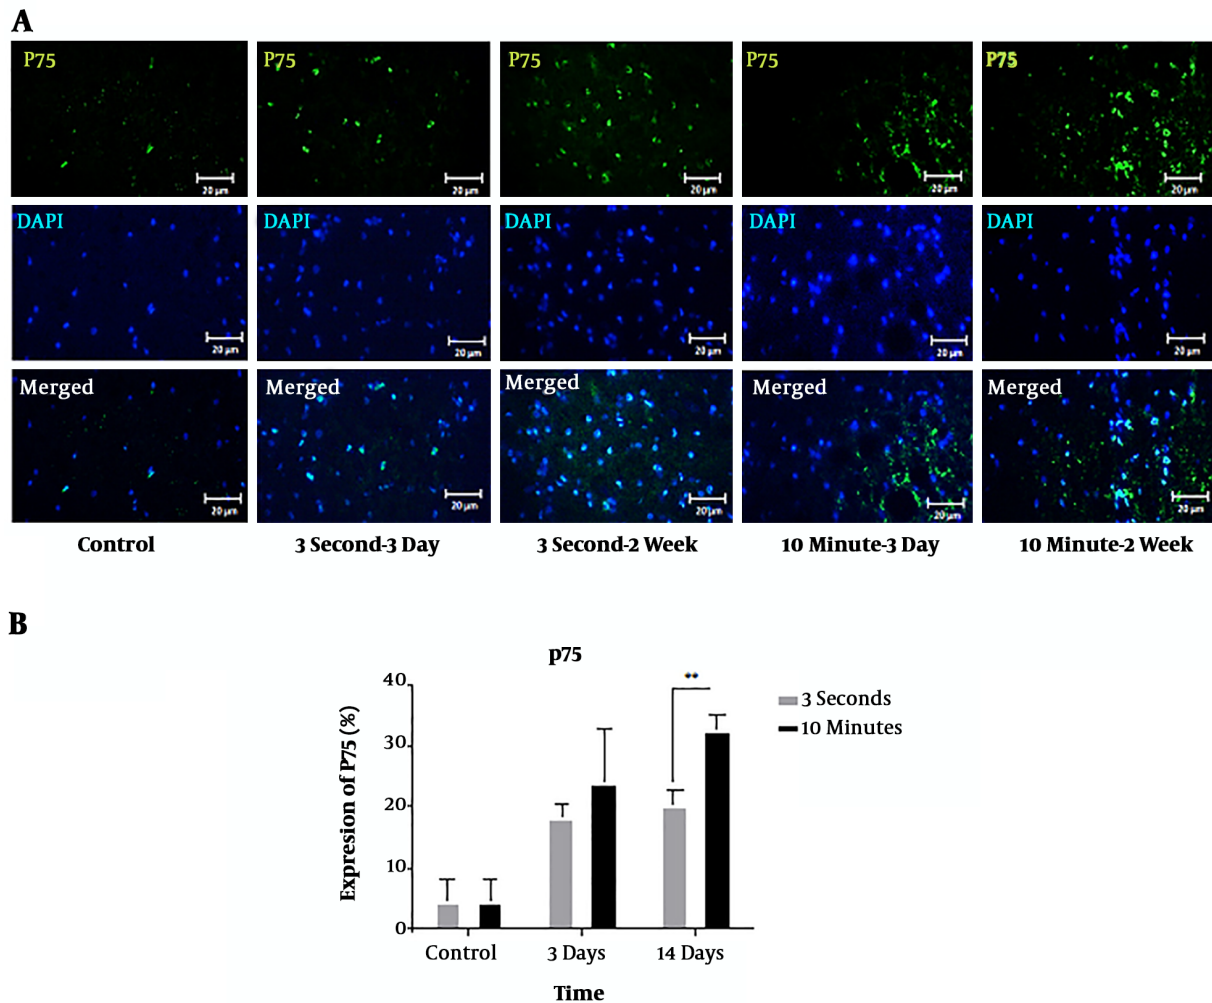 A
P75 P75 P75 P75 P75
20 µm 20 µm 20 µm 20 µm 20 µm
DAPI DAPI DAPI DAPI DAPI
20 µm 20 µm 20 µm 20 µm 20 µm
Merged Merged Merged Merged Merged
20 µm 20 µm 20 µm 20 µm 20 µm
Control 3 Second-3 Day 3 Second-2 Week 10 Minute-3 Day 10 Minute-2 Week
B
p75
Expresion of P75 (%)
40
30
20
10
0
**
3 Seconds
10 Minutes
Control 3 Days 14 Days
Time